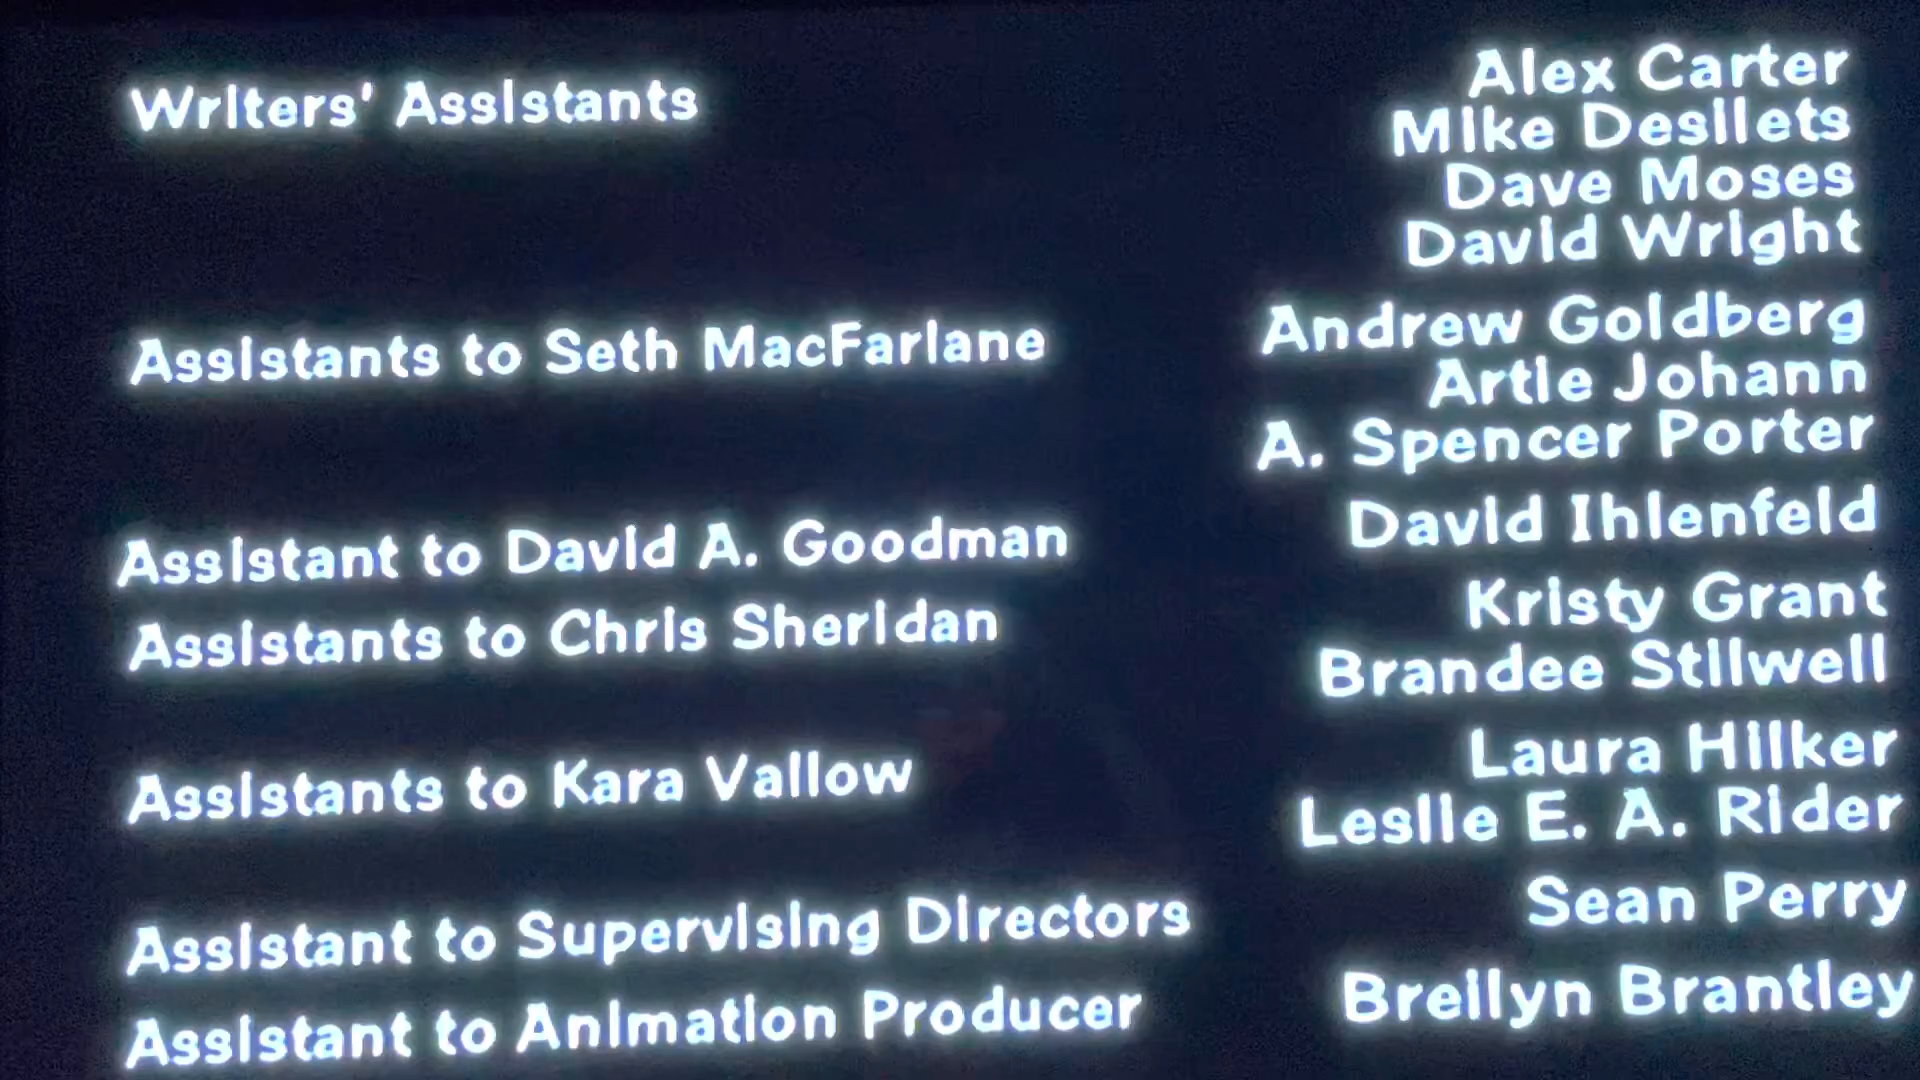 Writers' Assistants
Alex Carter
Mike Desilets
Dave Moses
David Wright
Assistants to Seth MacFarlane
Andrew Goldberg
Artie Johann
A. Spencer Porter
Assistant to David A. Goodman
David Ihlenfeld
Assistants to Chris Sheridan
Kristy Grant
Brandee Stilwell
Assistants to Kara Vallow
Laura Hilker
Leslie E. A. Rider
Assistant to Supervising Directors
Sean Perry
Assistant to Animation Producer
Breilyn Brantley